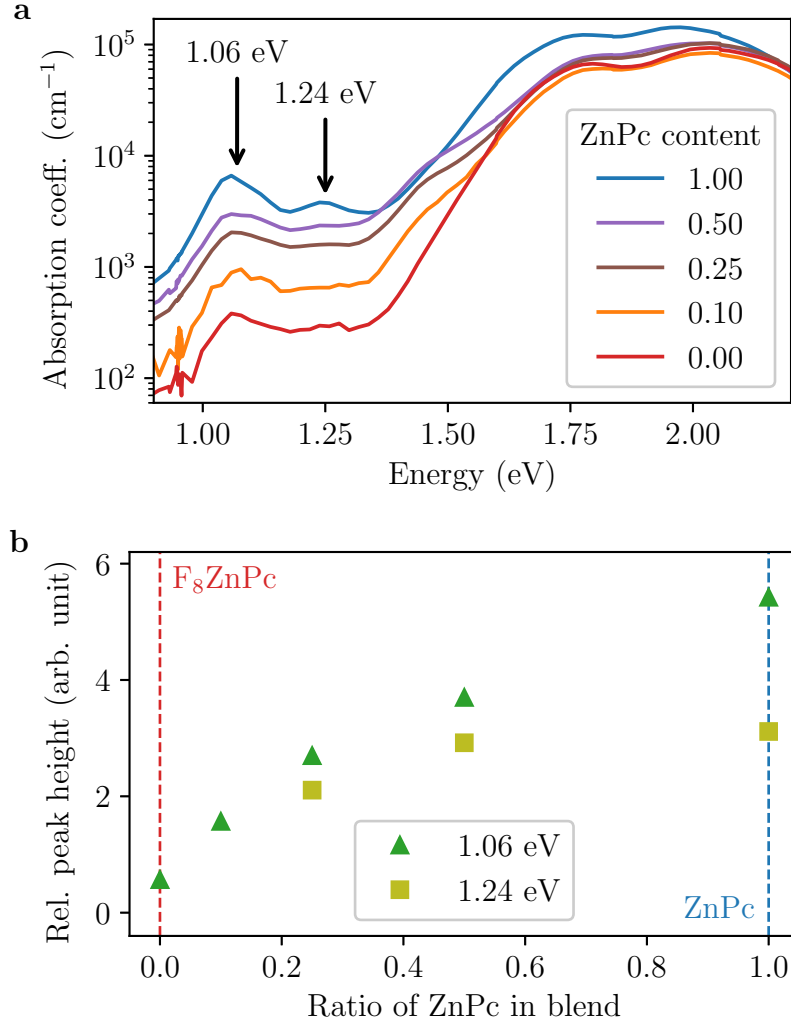 a
1.06 eV
1.24 eV
Absorption coeff. (cm⁻¹)
10⁵
10⁴
10³
10²
ZnPc content
1.00
0.50
0.25
0.10
0.00
1.00 1.25 1.50 1.75 2.00
Energy (eV)
b
Rel. peak height (arb. unit)
6
4
2
0
F₈ZnPc
1.06 eV
1.24 eV
ZnPc
0.0 0.2 0.4 0.6 0.8 1.0
Ratio of ZnPc in blend